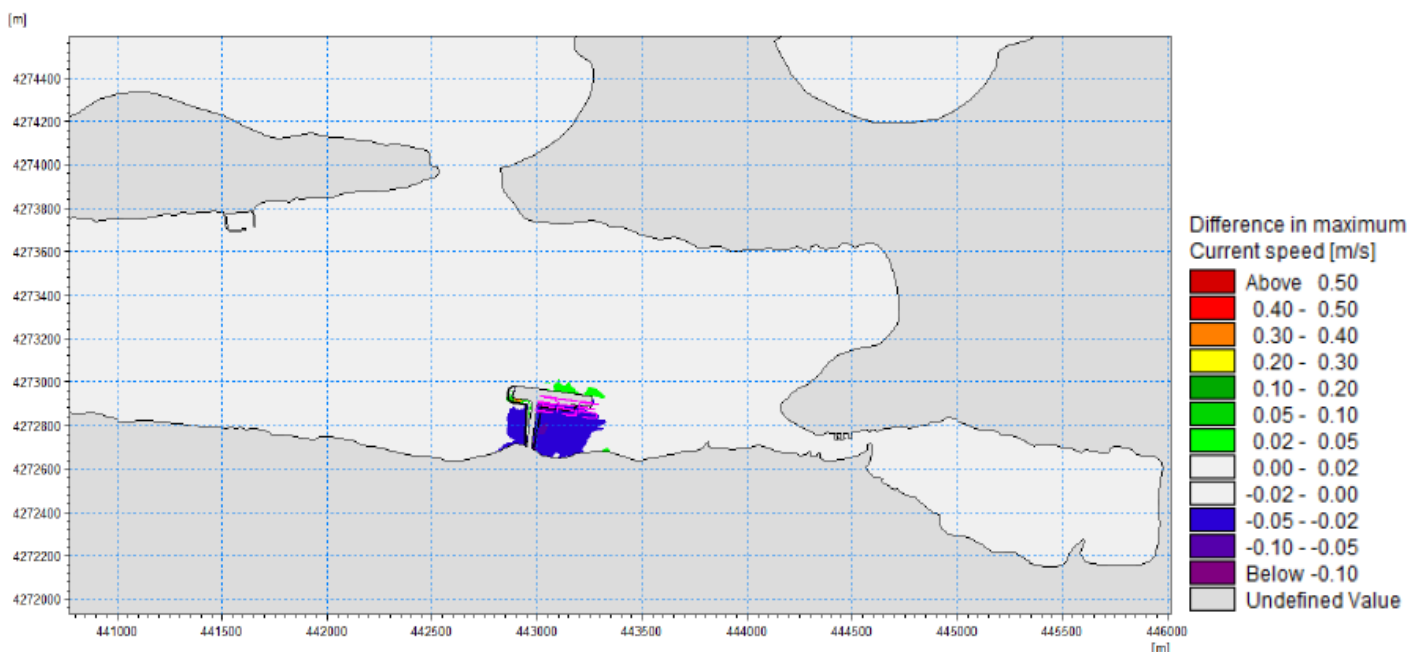 [m]
4274400
4274200
4274000
4273800
4273600
4273400
4273200
4273000
4272800
4272600
4272400
4272200
4272000
441000 441500 442000 442500 443000 443500 444000 444500 445000 445500 446000
[m]
Difference in maximum
Current speed [m/s]
Above 0.50
0.40 - 0.50
0.30 - 0.40
0.20 - 0.30
0.10 - 0.20
0.05 - 0.10
0.02 - 0.05
0.00 - 0.02
-0.02 - 0.00
-0.05 - -0.02
-0.10 - -0.05
Below -0.10
Undefined Value